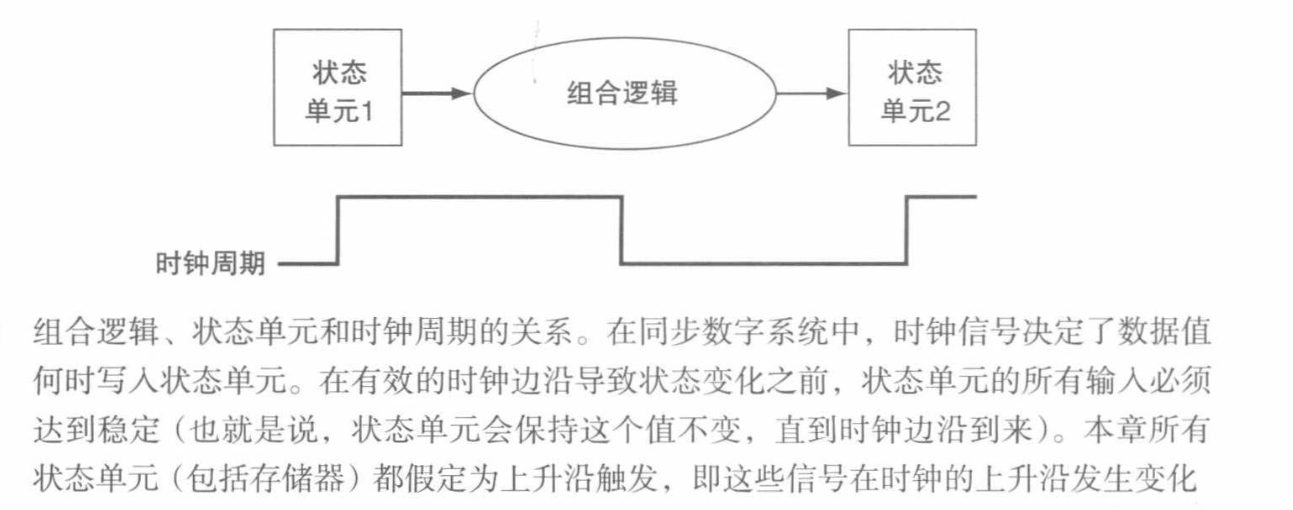 状态
单元1
组合逻辑
状态
单元2
时钟周期
组合逻辑、状态单元和时钟周期的关系。在同步数字系统中，时钟信号决定了数据值
何时写入状态单元。在有效的时钟边沿导致状态变化之前，状态单元的所有输入必须
达到稳定（也就是说，状态单元会保持这个值不变，直到时钟边沿到来）。本章所有
状态单元（包括存储器）都假定为上升沿触发，即这些信号在时钟的上升沿发生变化